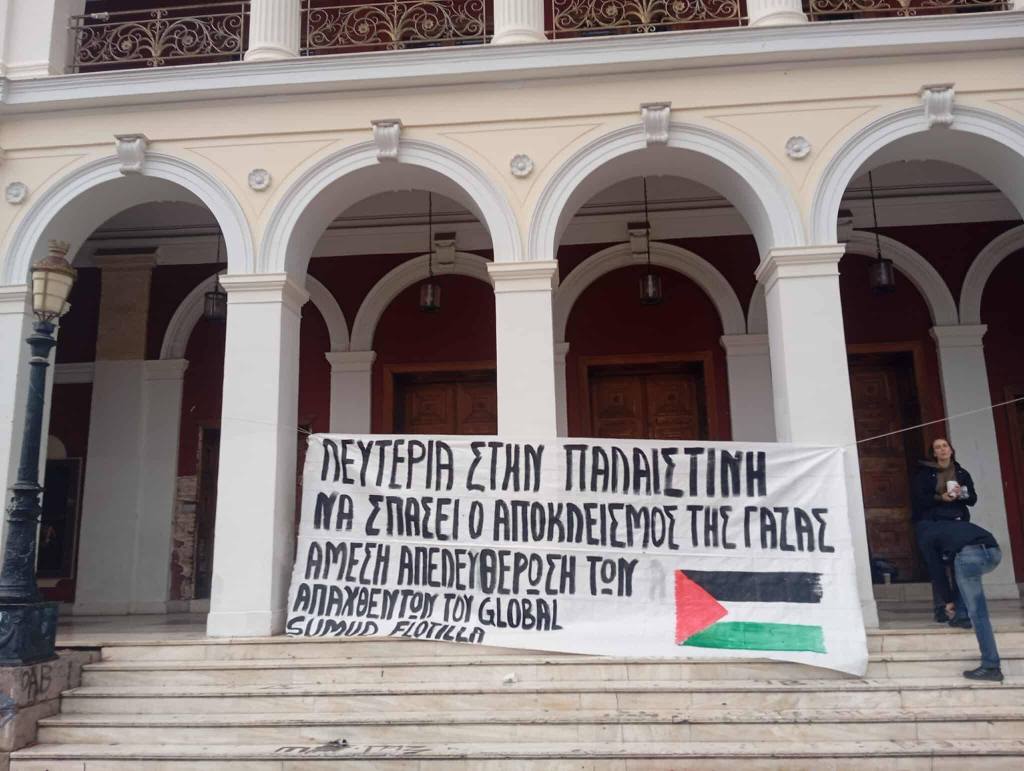 ΛΕΥΤΕΡΙΑ ΣΤΗΝ ΠΑΛΑΙΣΤΙΝΗ
ΝΑ ΣΠΑΣΕΙ Ο ΑΠΟΚΛΕΙΣΜΟΣ ΤΗΣ ΓΑΖΑΣ
ΑΜΕΣΗ ΑΠΕΛΕΥΘΕΡΩΣΗ ΤΩΝ
ΑΠΑΧΘΕΝΤΩΝ ΤΟΥ GLOBAL
SUMUD FLOTILLA